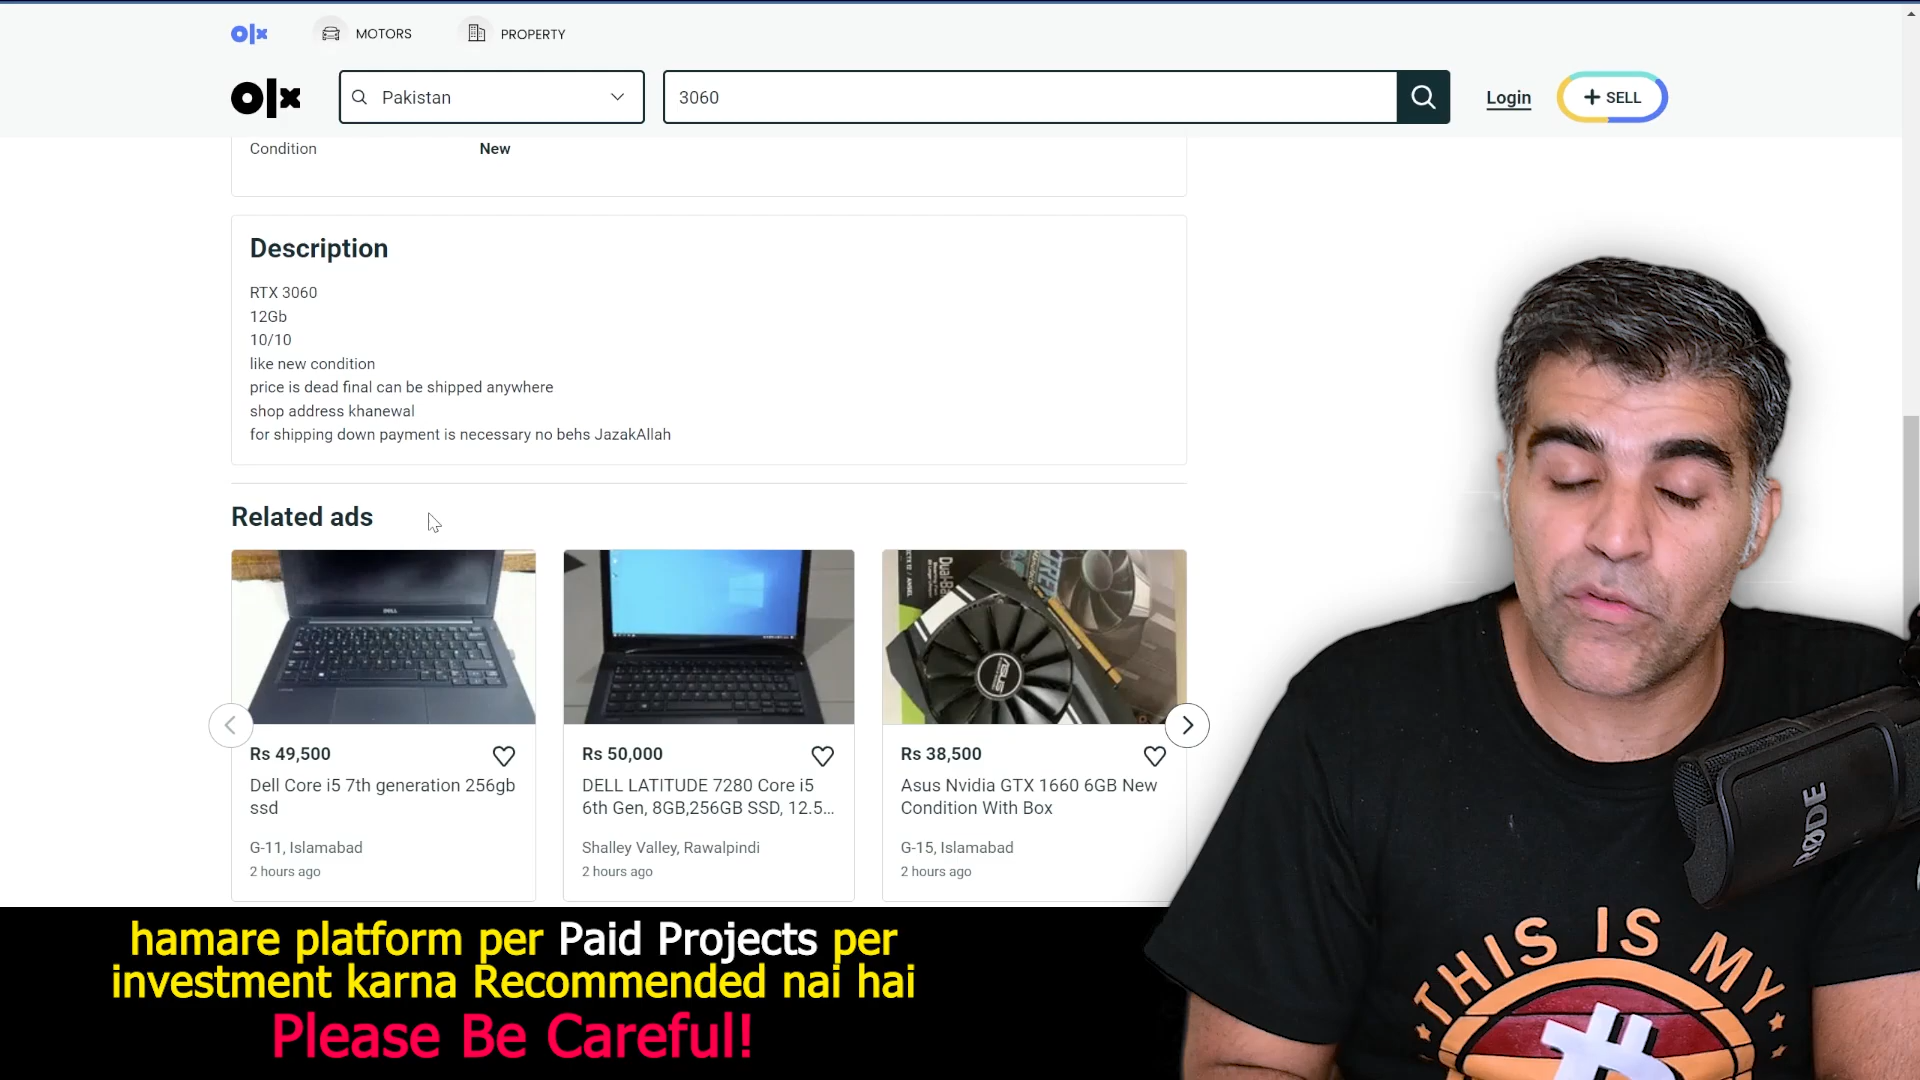 olx
MOTORS
PROPERTY
olx
Pakistan
3060
Login
+ SELL
Condition
New
Description
RTX 3060
12Gb
10/10
like new condition
price is dead final can be shipped anywhere
shop address khanewal
for shipping down payment is necessary no behs JazakAllah
Related ads
DELL
ASUS
Rs 49,500
Dell Core i5 7th generation 256gb
ssd
G-11, Islamabad
2 hours ago
Rs 50,000
DELL LATITUDE 7280 Core i5
6th Gen, 8GB,256GB SSD, 12.5...
Shalley Valley, Rawalpindi
2 hours ago
Rs 38,500
Asus Nvidia GTX 1660 6GB New
Condition With Box
G-15, Islamabad
2 hours ago
RØDE
THIS IS MY
hamare platform per Paid Projects per
investment karna Recommended nai hai
Please Be Careful!